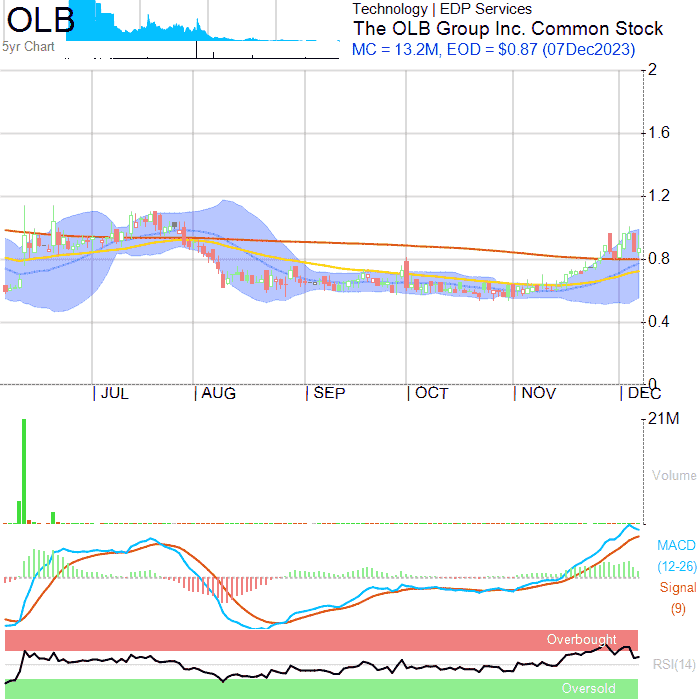 OLB
5yr Chart
Technology | EDP Services
The OLB Group Inc. Common Stock
MC = 13.2M, EOD = $0.87 (07Dec2023)
2
1.6
1.2
0.8
0.4
0
JUL AUG SEP OCT NOV DEC
21M
Volume
MACD
(12-26)
Signal
(9)
Overbought
RSI(14)
Oversold